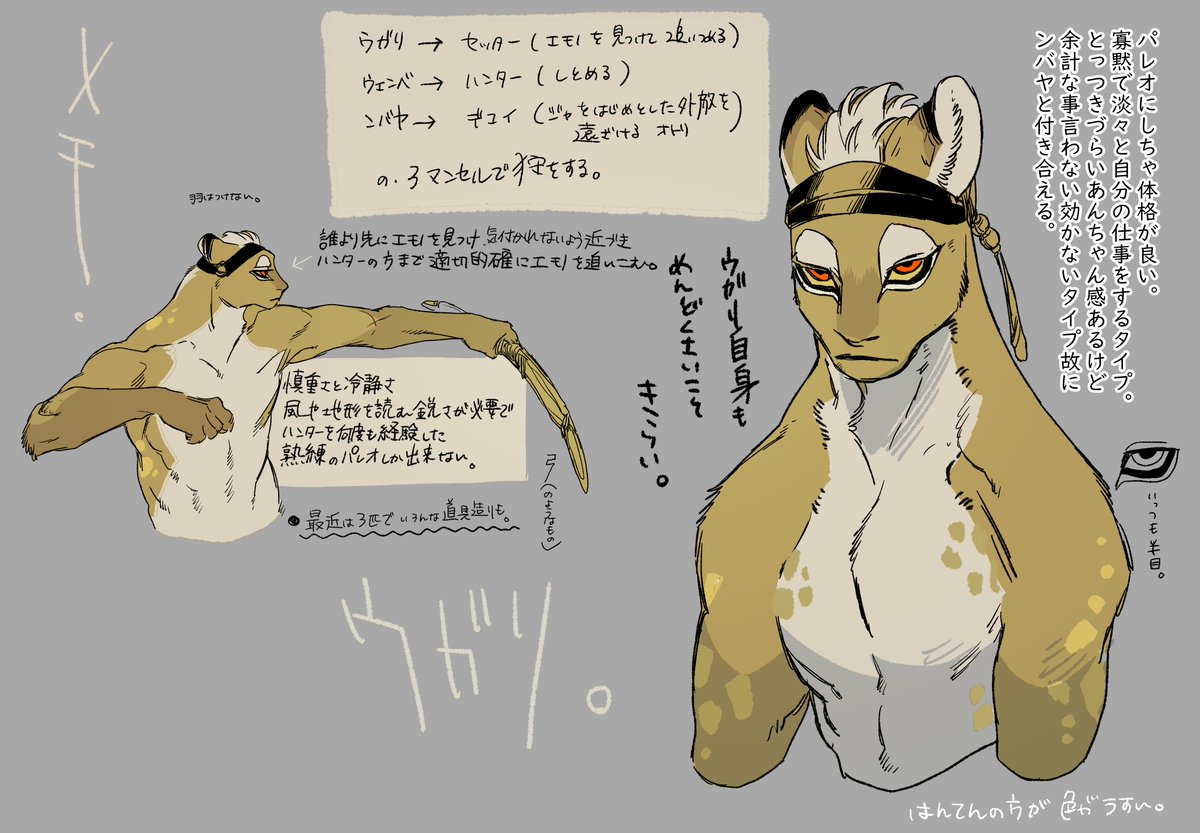 メモ。
ウガリ → セッター(エモノを見つけて追いつめる)
ウェンベ → ハンター(しとめる)
ンバヤ → ギエイ(ジャをはじめとした外敵を
遠ざける オトリ)
の、3マンセルで狩をする。
パレオにしちゃ体格が良い。
寡黙で淡々と自分の仕事をするタイプ。
とっつきづらいあんちゃん感あるけど
余計な事言わない効かないタイプ故に
ンバヤと付き合える。
羽はつけない。
誰より先にエモノを見つけ、気付かれないよう近づき
ハンターの方まで適切的確にエモノを追いこむ。
ウガリ自身も
めんどくさいこそ
きらい。
慎重さと冷静さ
風や地形を読む鋭さが必要で
ハンターを何度も経験した
熟練のパレオしか出来ない。
コラ(のようなもの)
●最近は3匹でいろんな道具造りも。
いっつも半目。
ウガリ。
はんてんの方が色がうすい。